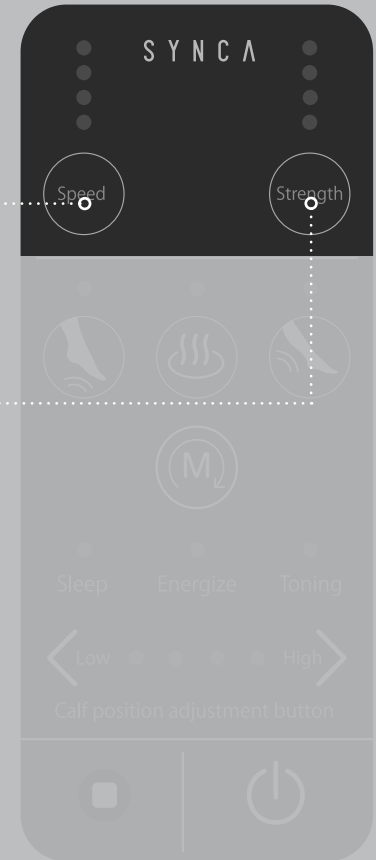 SYNCA
Speed Strength
M
Sleep Energize Toning
Low High
Calf position adjustment button